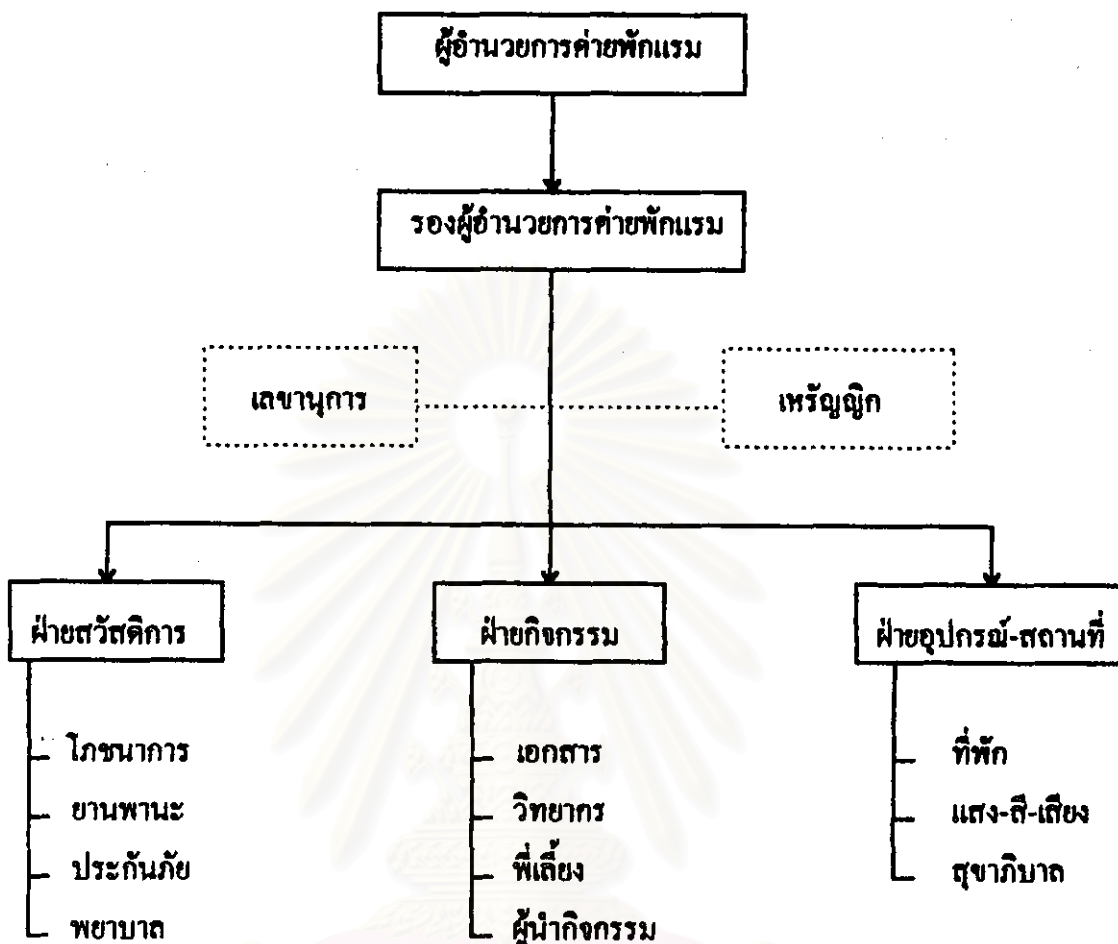 ผู้อำนวยการค่ายพักแรม
รองผู้อำนวยการค่ายพักแรม
เลขานุการ
เหรัญญิก
ฝ่ายสวัสดิการ
โภชนาการ
ยานพานะ
ประกันภัย
พยาบาล
ฝ่ายกิจกรรม
เอกสาร
วิทยากร
พี่เลี้ยง
ผู้นำกิจกรรม
ฝ่ายอุปกรณ์-สถานที่
ที่พัก
แสง-สี-เสียง
สุขาภิบาล